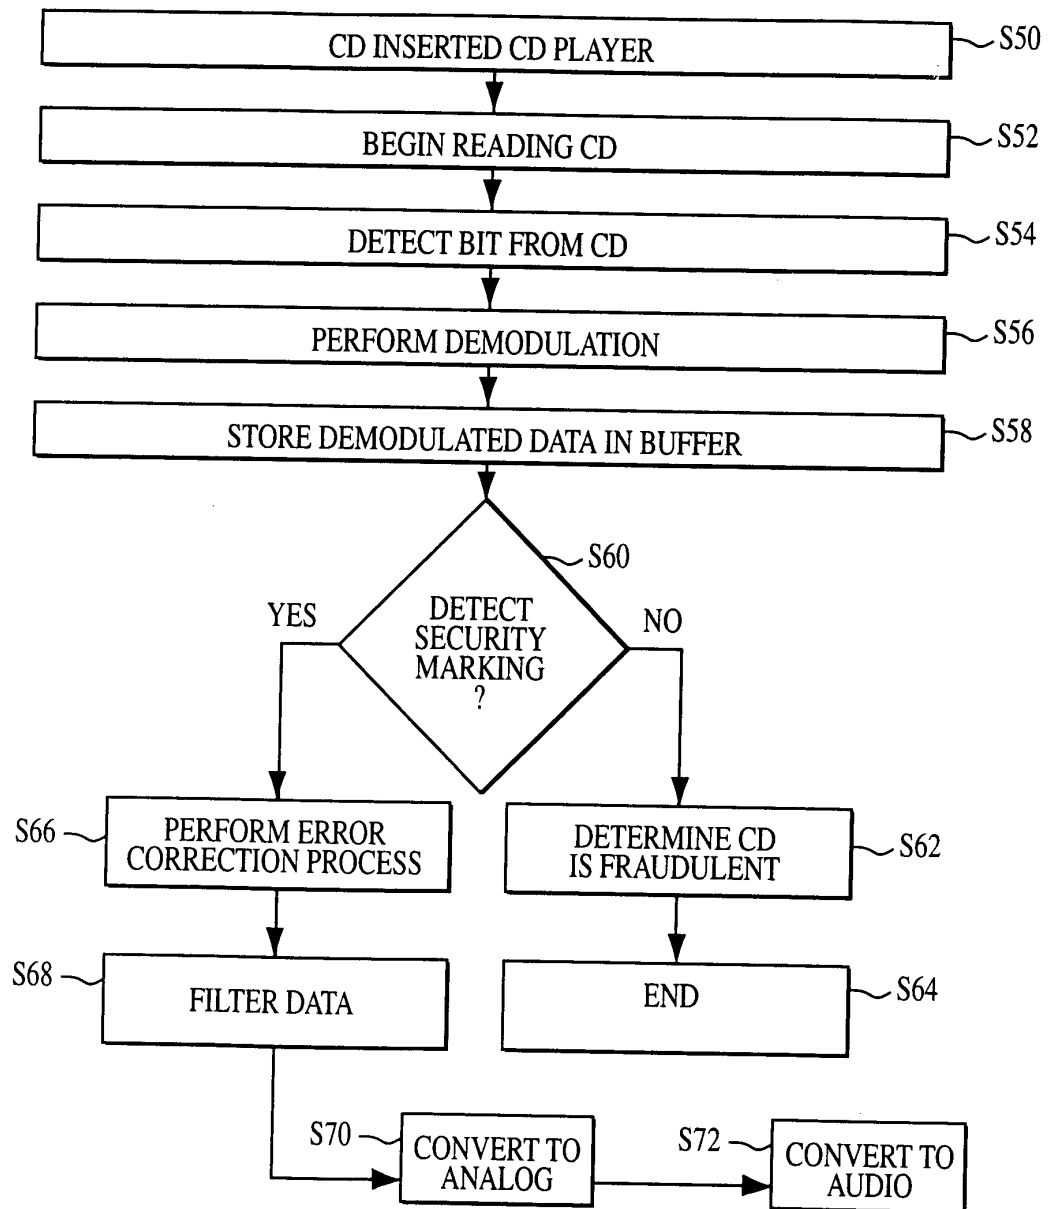 CD INSERTED CD PLAYER
S50
BEGIN READING CD
S52
DETECT BIT FROM CD
S54
PERFORM DEMODULATION
S56
STORE DEMODULATED DATA IN BUFFER
S58
S60
YES
DETECT
SECURITY
MARKING
?
NO
S66
PERFORM ERROR
CORRECTION PROCESS
DETERMINE CD
IS FRAUDULENT
S62
S68
FILTER DATA
END
S64
S70
CONVERT TO
ANALOG
S72
CONVERT TO
AUDIO